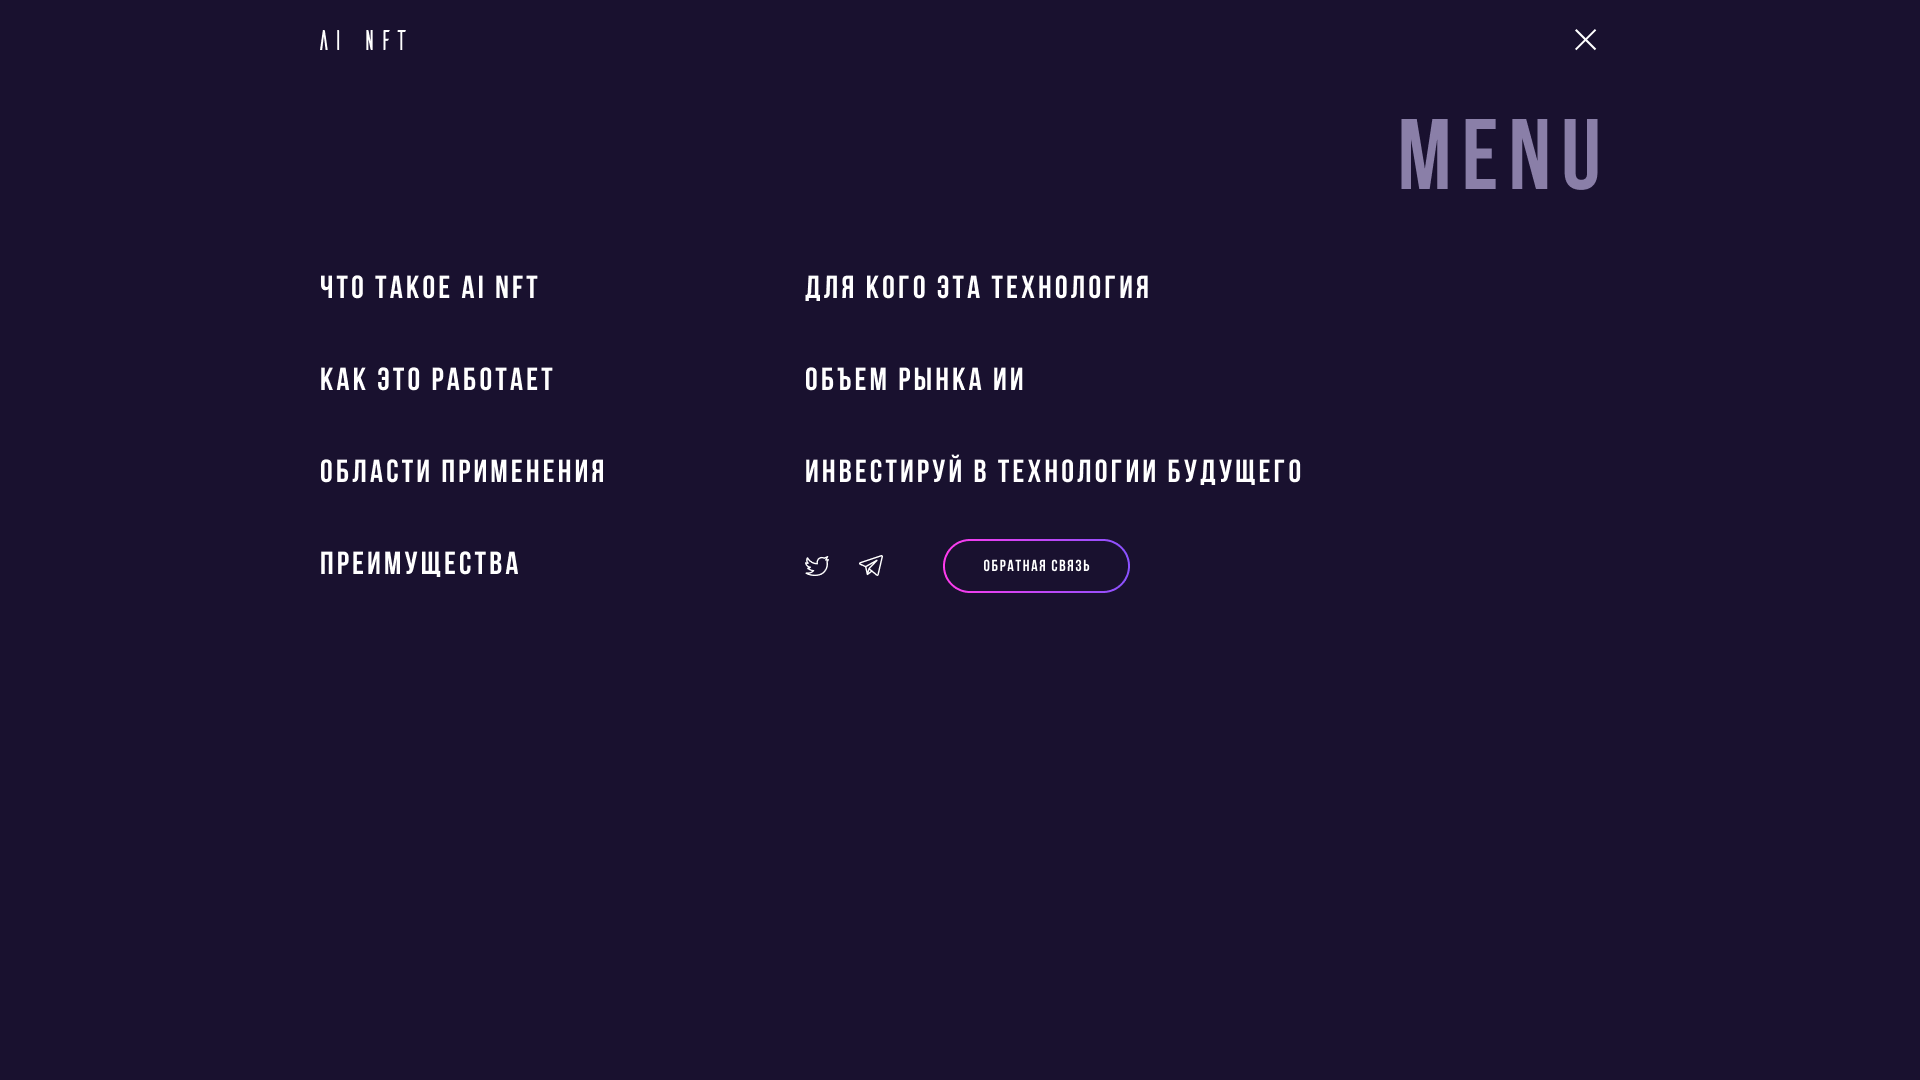 AI NFT
MENU
ЧТО ТАКОЕ AI NFT
ДЛЯ КОГО ЭТА ТЕХНОЛОГИЯ
КАК ЭТО РАБОТАЕТ
ОБЪЕМ РЫНКА ИИ
ОБЛАСТИ ПРИМЕНЕНИЯ
ИНВЕСТИРУЙ В ТЕХНОЛОГИИ БУДУЩЕГО
ПРЕИМУЩЕСТВА
ОБРАТНАЯ СВЯЗЬ